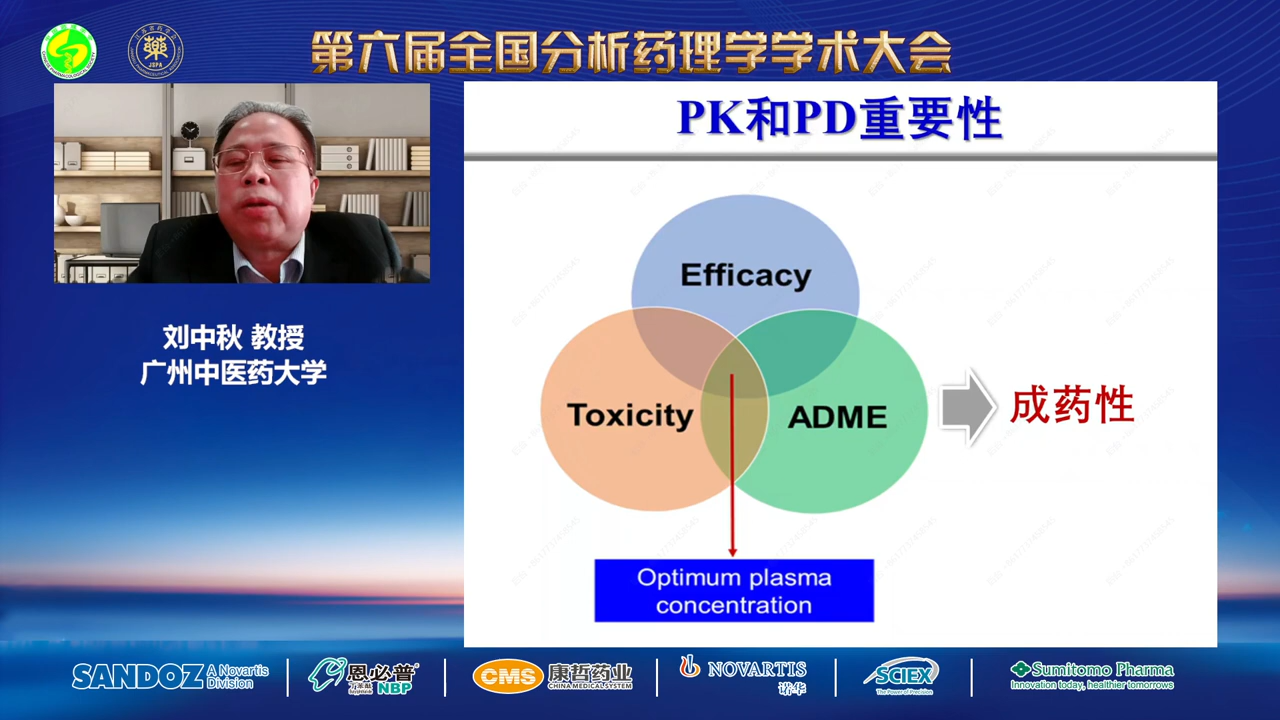 第六届全国分析药理学学术大会
刘中秋 教授
广州中医药大学
PK和PD重要性
Efficacy
Toxicity
ADME
成药性
Optimum plasma
concentration
SANDOZ A Novartis
Division
恩必普
NBP
CMS 康哲药业
CHINA MEDICAL SYSTEM
NOVARTIS
诺华
SCIEX
The Power of Precision
Sumitomo Pharma
Innovation today, healthier tomorrows